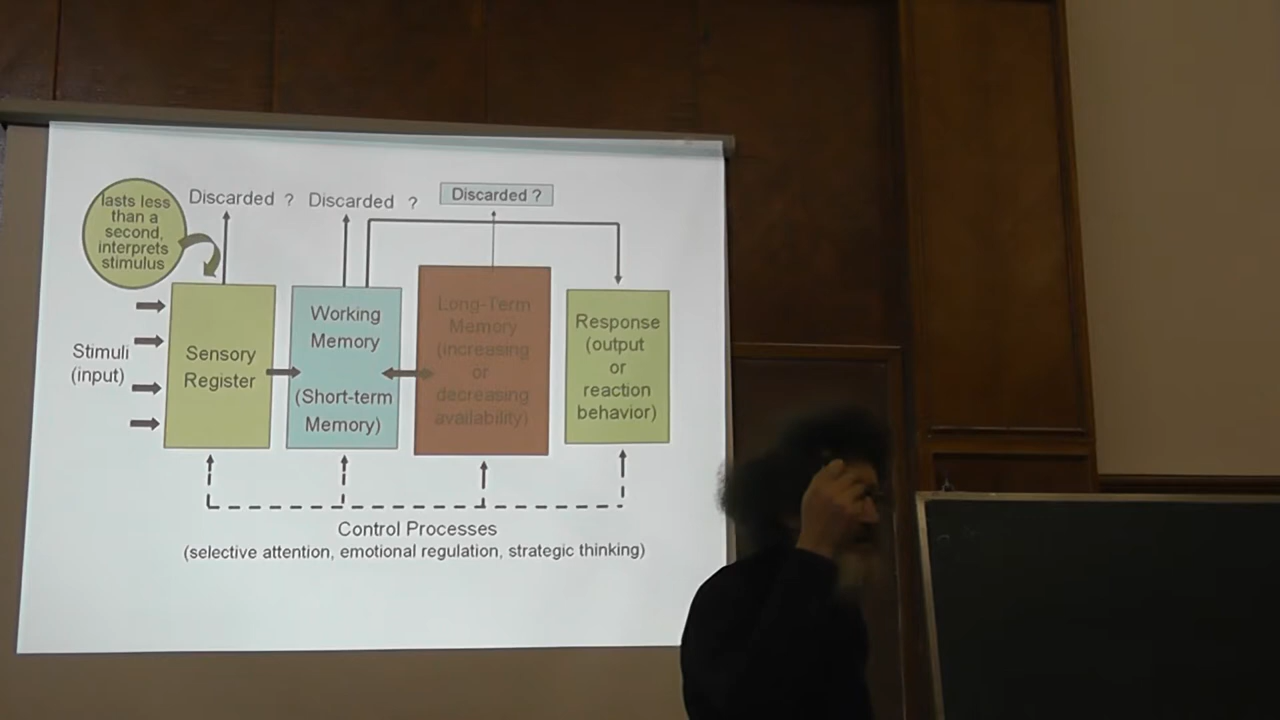 lasts less
than a
second,
interprets
stimulus
Discarded ?
Discarded ?
Discarded ?
Stimuli
(input)
Sensory
Register
Working
Memory
(Short-term
Memory)
Long-Term
Memory
(increasing
or
decreasing
availability)
Response
(output
or
reaction
behavior)
Control Processes
(selective attention, emotional regulation, strategic thinking)